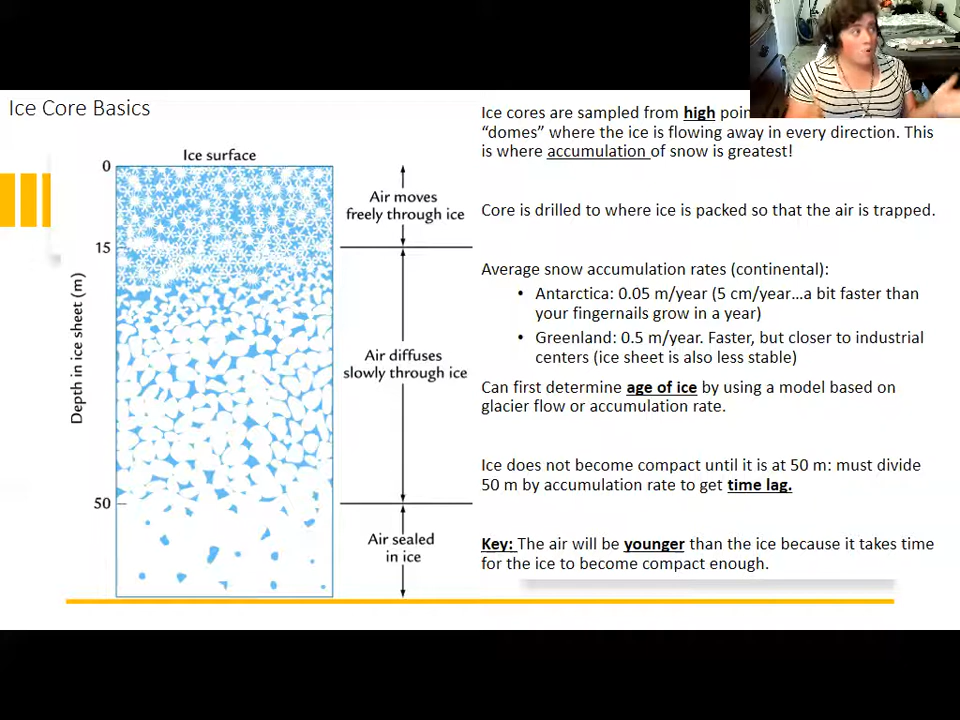 Ice Core Basics
Ice surface
0
15
50
Depth in ice sheet (m)
Air moves
freely through ice
Air diffuses
slowly through ice
Air sealed
in ice
Ice cores are sampled from high
“domes” where the ice is flowing away in every direction. This
is where accumulation of snow is greatest!
Core is drilled to where ice is packed so that the air is trapped.
Average snow accumulation rates (continental):
• Antarctica: 0.05 m/year (5 cm/year...a bit faster than
your fingernails grow in a year)
• Greenland: 0.5 m/year. Faster, but closer to industrial
centers (ice sheet is also less stable)
Can first determine age of ice by using a model based on
glacier flow or accumulation rate.
Ice does not become compact until it is at 50 m: must divide
50 m by accumulation rate to get time lag.
Key: The air will be younger than the ice because it takes time
for the ice to become compact enough.